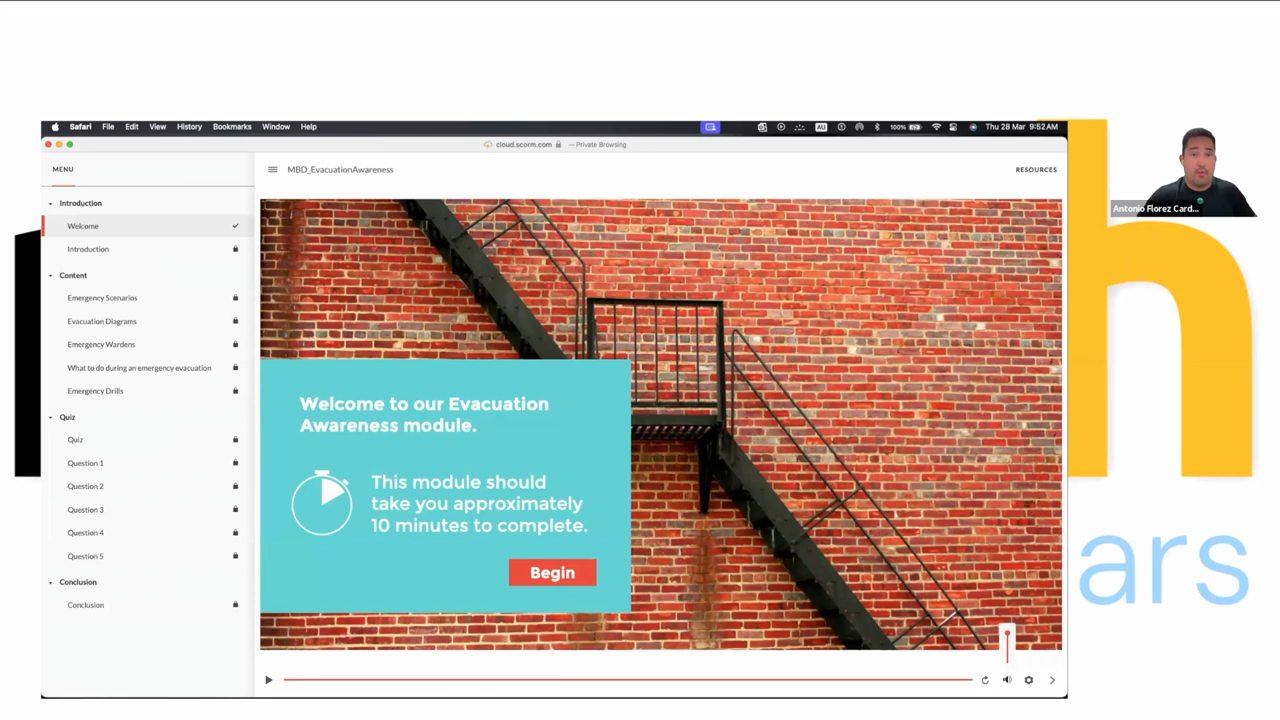 Safari File Edit View History Bookmarks Window Help
AU 100% Thu 28 Mar 9:52AM
cloud.scorm.com — Private Browsing
MENU
MBD_EvacuationAwareness
RESOURCES
Introduction
Welcome
Introduction
Content
Emergency Scenarios
Evacuation Diagrams
Emergency Wardens
What to do during an emergency evacuation
Emergency Drills
Quiz
Quiz
Question 1
Question 2
Question 3
Question 4
Question 5
Conclusion
Conclusion
Welcome to our Evacuation
Awareness module.
This module should
take you approximately
10 minutes to complete.
Begin
Antonio Florez Card...
h
ars